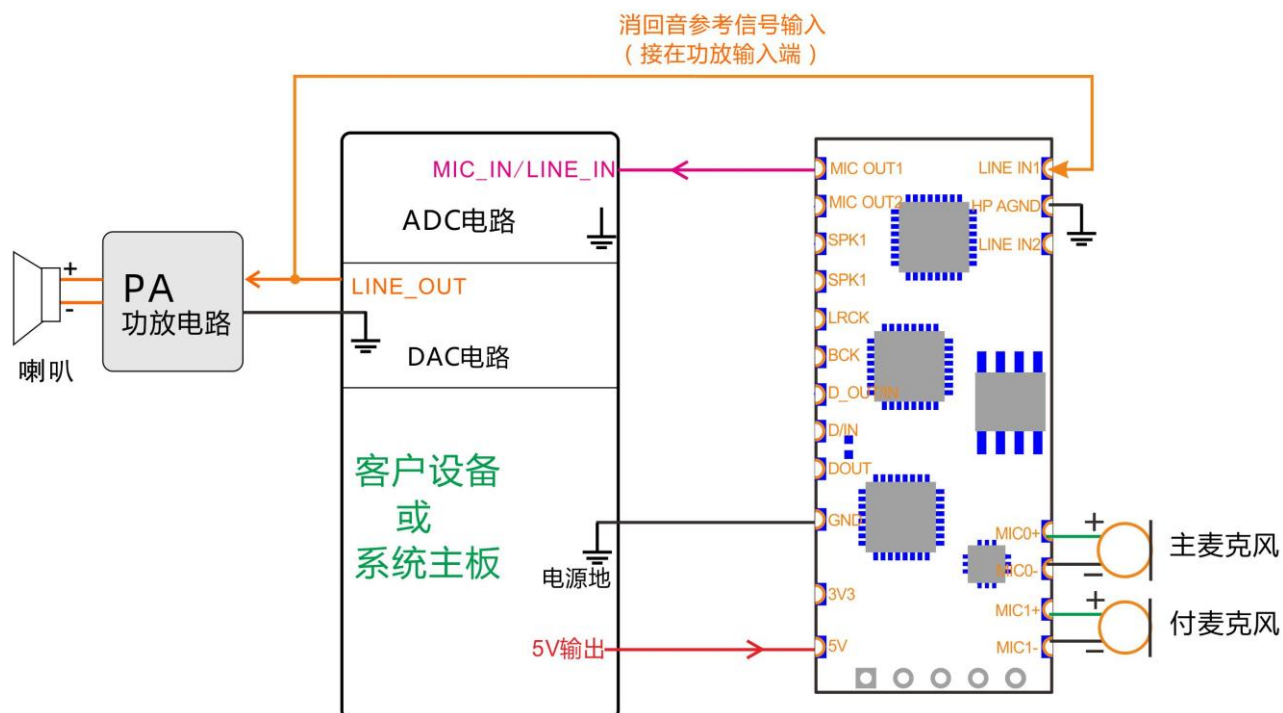 消回音参考信号输入
（接在功放输入端）
MIC_IN/LINE_IN
ADC电路
LINE_OUT
DAC电路
+
-
PA
功放电路
喇叭
客户设备
或
系统主板
电源地
5V输出
MIC OUT1
MIC OUT2
SPK1
SPK1
LRCK
BCK
D_OUT/IN
D/IN
DOUT
GND
3V3
5V
LINE IN1
HP AGND
LINE IN2
MIC0+
MIC0-
MIC1+
MIC1-
+
−
主麦克风
+
−
付麦克风